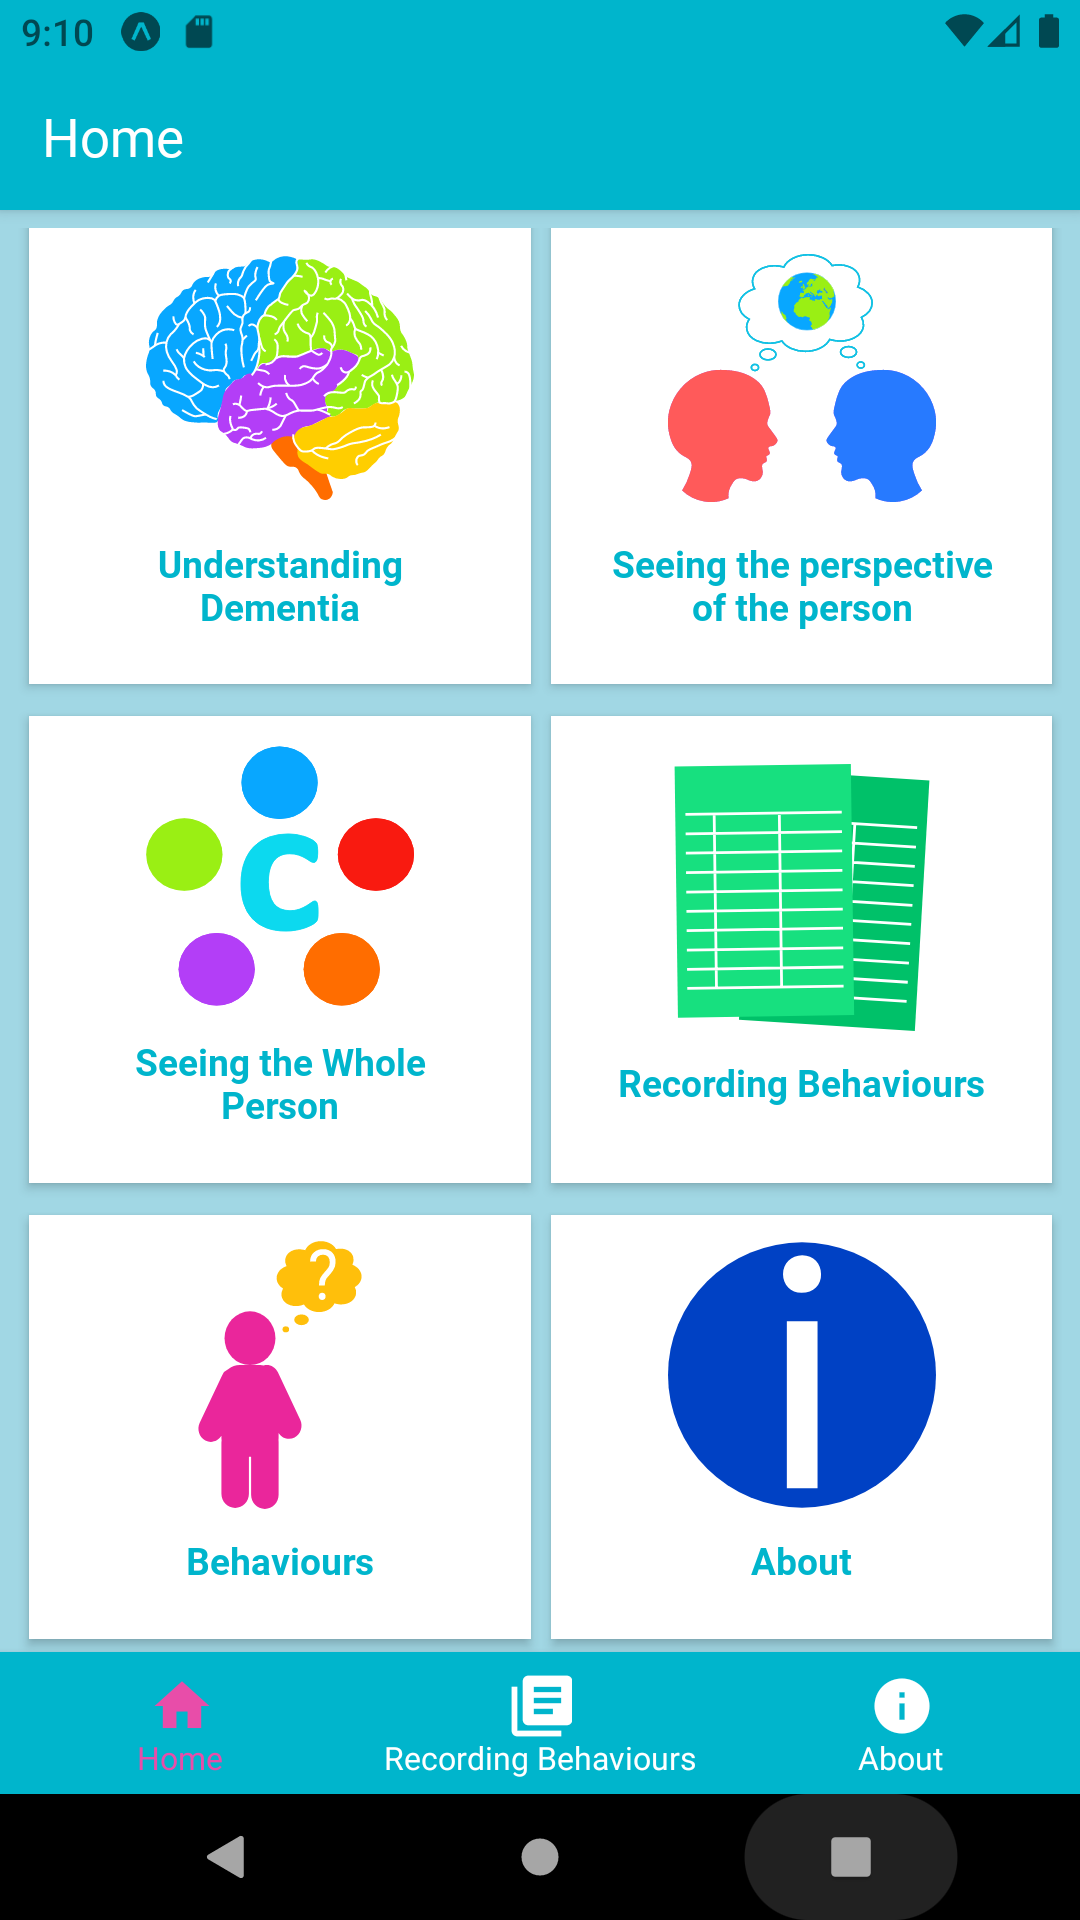 9:10
Home
Understanding
Dementia
Seeing the perspective
of the person
C
Seeing the Whole
Person
Recording Behaviours
?
Behaviours
i
About
Home
Recording Behaviours
About